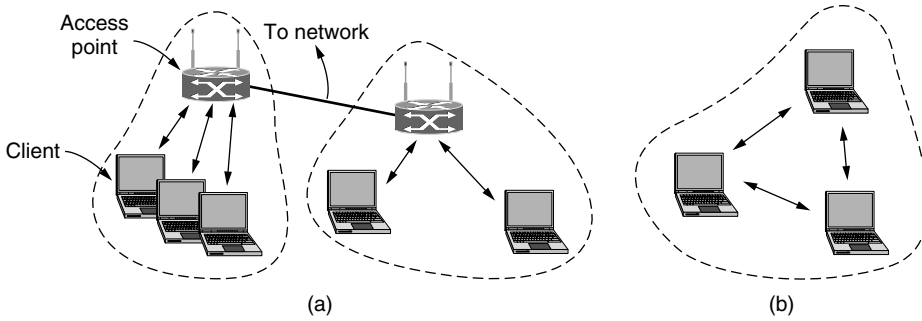 Access
point
To network
Client
(a)
(b)